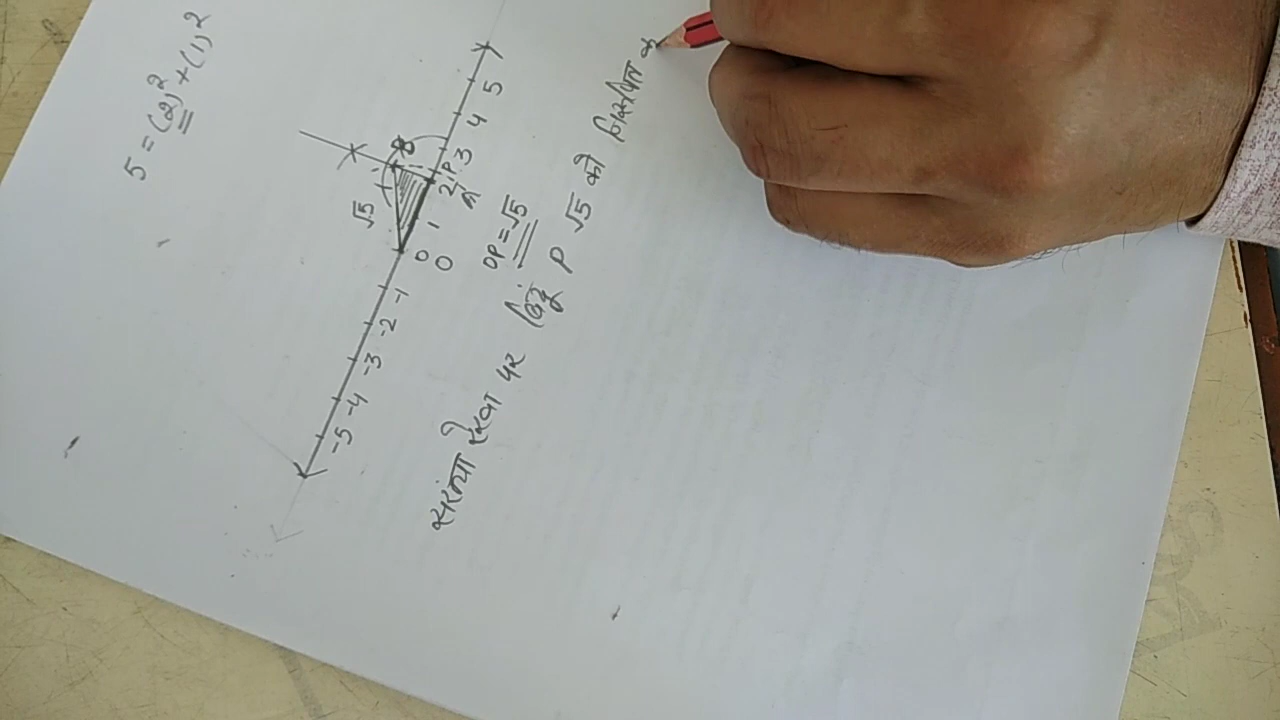 5 = (2)² + (1)²
√5
B
-5 -4 -3 -2 -1 0 1 2 P 3 4 5
O A
OP = √5
संख्या रेखा पर बिंदु P √5 को निरूपित क